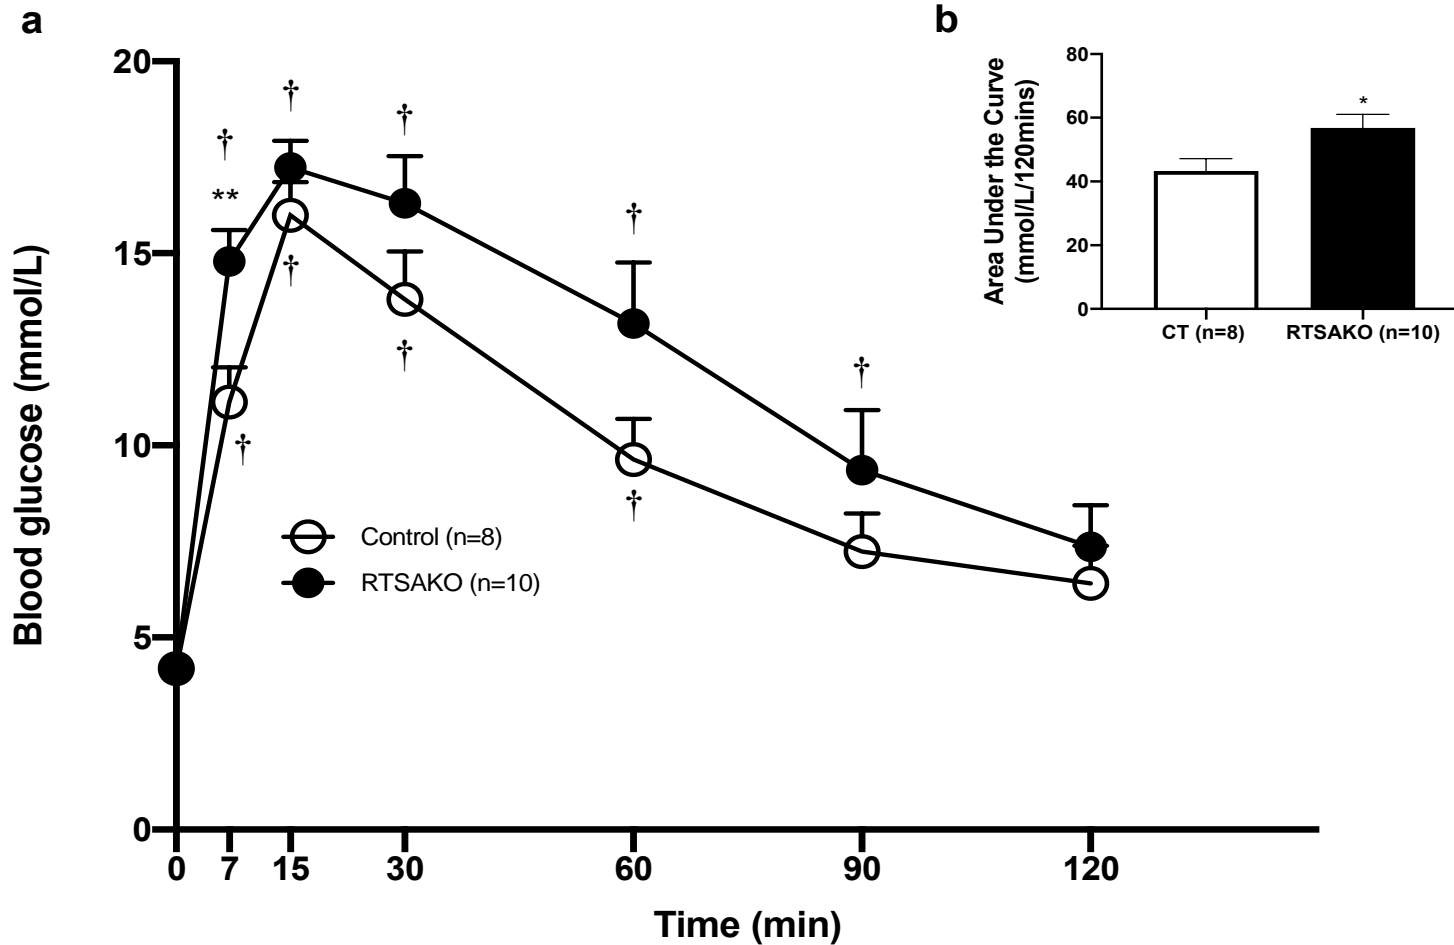 a
b
Blood glucose (mmol/L)
20
15
10
5
0
†
**
†
†
†
†
†
†
†
†
†
Control (n=8)
RTSAKO (n=10)
0 7 15 30 60 90 120
Time (min)
Area Under the Curve
(mmol/L/120mins)
80
60
40
20
0
*
CT (n=8) RTSAKO (n=10)